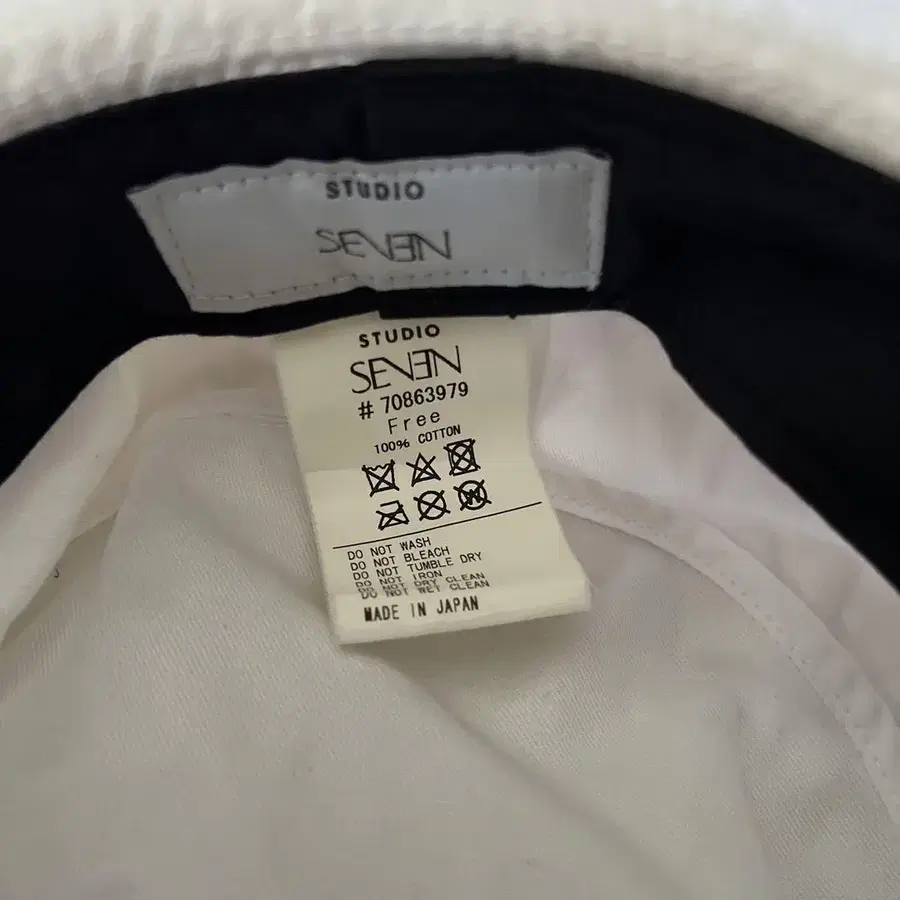 STUDIO
SEVEN
STUDIO
SEVEN
# 70863979
Free
100% COTTON
W
DO NOT WASH
DO NOT BLEACH
DO NOT TUMBLE DRY
DO NOT IRON
DO NOT DRY CLEAN
DO NOT WET CLEAN
MADE IN JAPAN